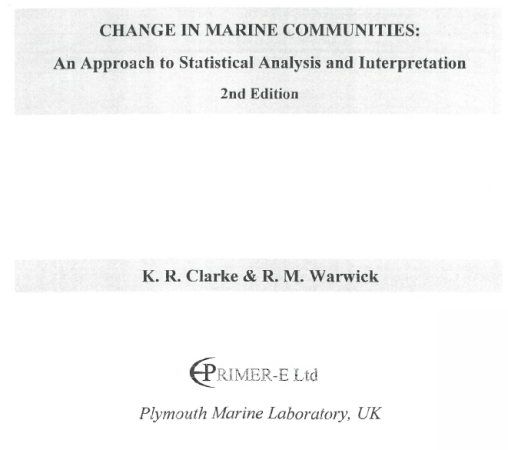 CHANGE IN MARINE COMMUNITIES:
An Approach to Statistical Analysis and Interpretation
2nd Edition
K. R. Clarke & R. M. Warwick
PRIMER-E Ltd
Plymouth Marine Laboratory, UK